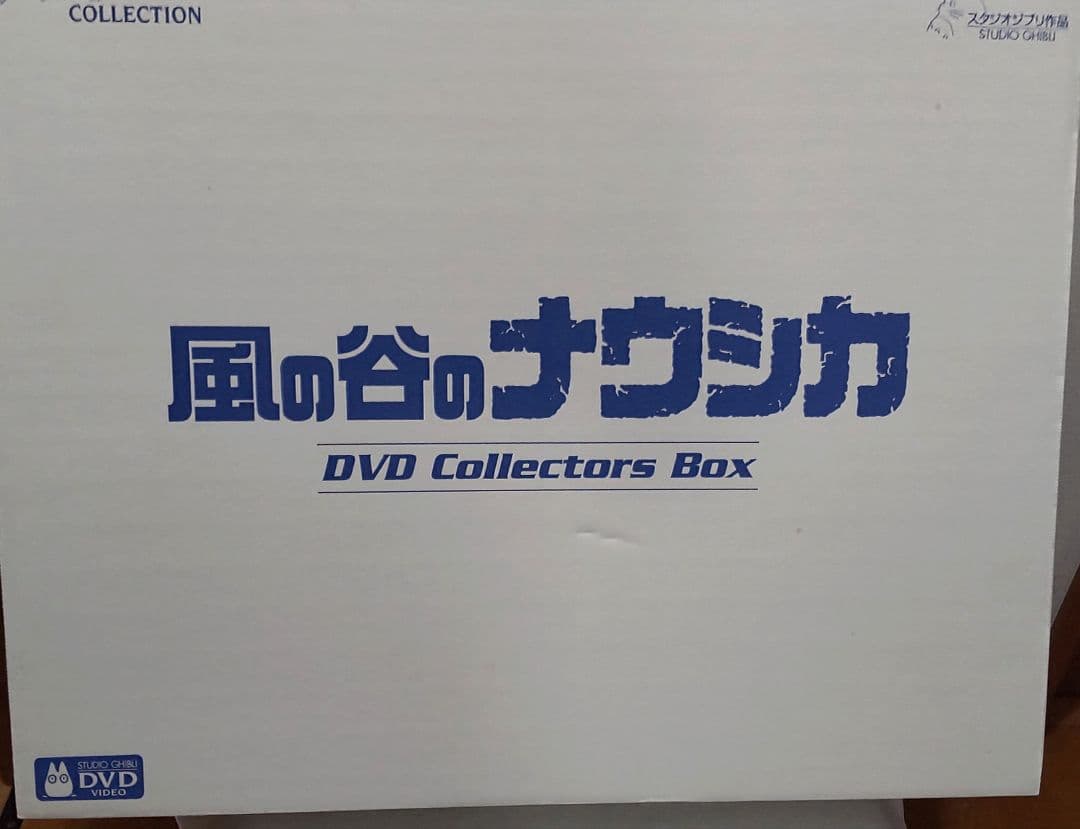 COLLECTION
スタジオジブリ作品
STUDIO GHIBLI
風の谷のナウシカ
DVD Collectors Box
STUDIO GHIBLI
DVD
VIDEO